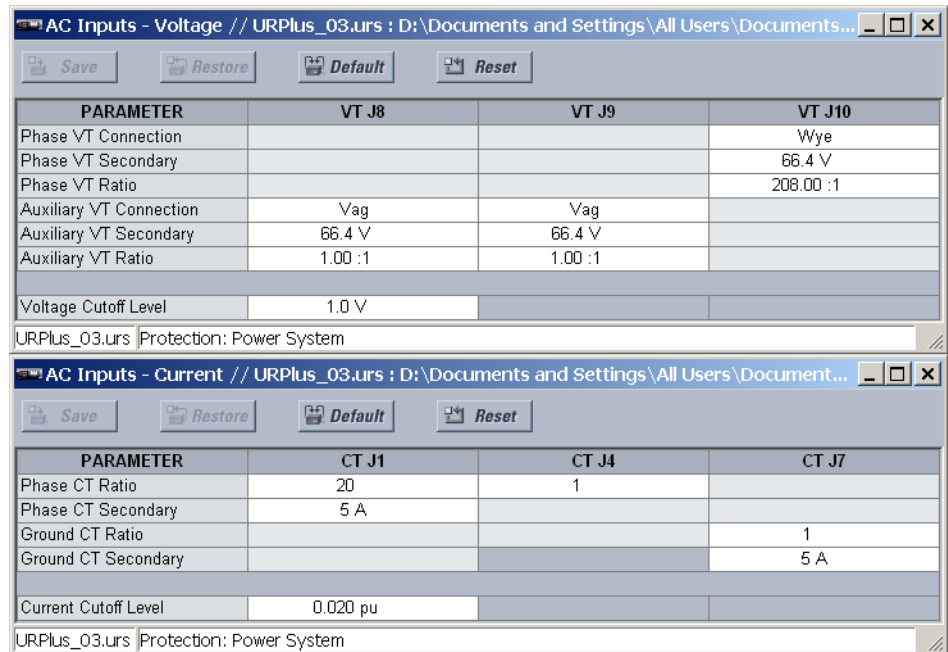 AC Inputs - Voltage // URPlus_03.urs : D:\Documents and Settings\All Users\Documents...
Save Restore Default Reset
PARAMETER VT J8 VT J9 VT J10
Phase VT Connection Wye
Phase VT Secondary 66.4 V
Phase VT Ratio 208.00 :1
Auxiliary VT Connection Vag Vag
Auxiliary VT Secondary 66.4 V 66.4 V
Auxiliary VT Ratio 1.00 :1 1.00 :1
Voltage Cutoff Level 1.0 V
URPlus_03.urs Protection: Power System
AC Inputs - Current // URPlus_03.urs : D:\Documents and Settings\All Users\Document...
Save Restore Default Reset
PARAMETER CT J1 CT J4 CT J7
Phase CT Ratio 20 1
Phase CT Secondary 5 A
Ground CT Ratio 1
Ground CT Secondary 5 A
Current Cutoff Level 0.020 pu
URPlus_03.urs Protection: Power System